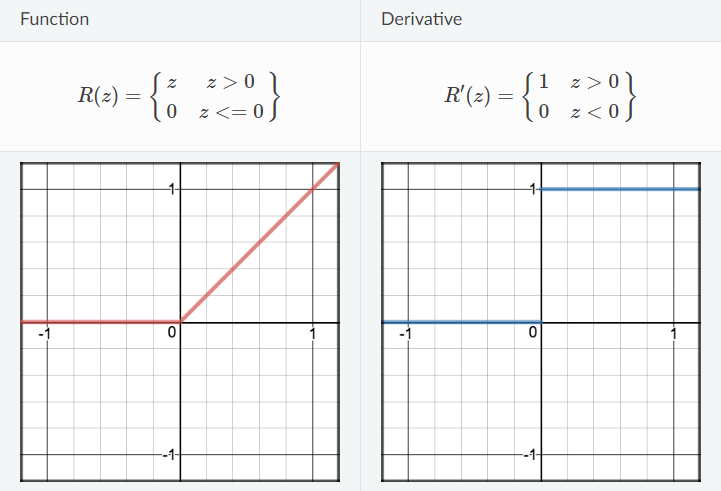 Function
Derivative
R(z) = { z z > 0
0 z <= 0 }
R′(z) = { 1 z > 0
0 z < 0 }
1
-1
0
1
-1
1
-1
0
1
-1